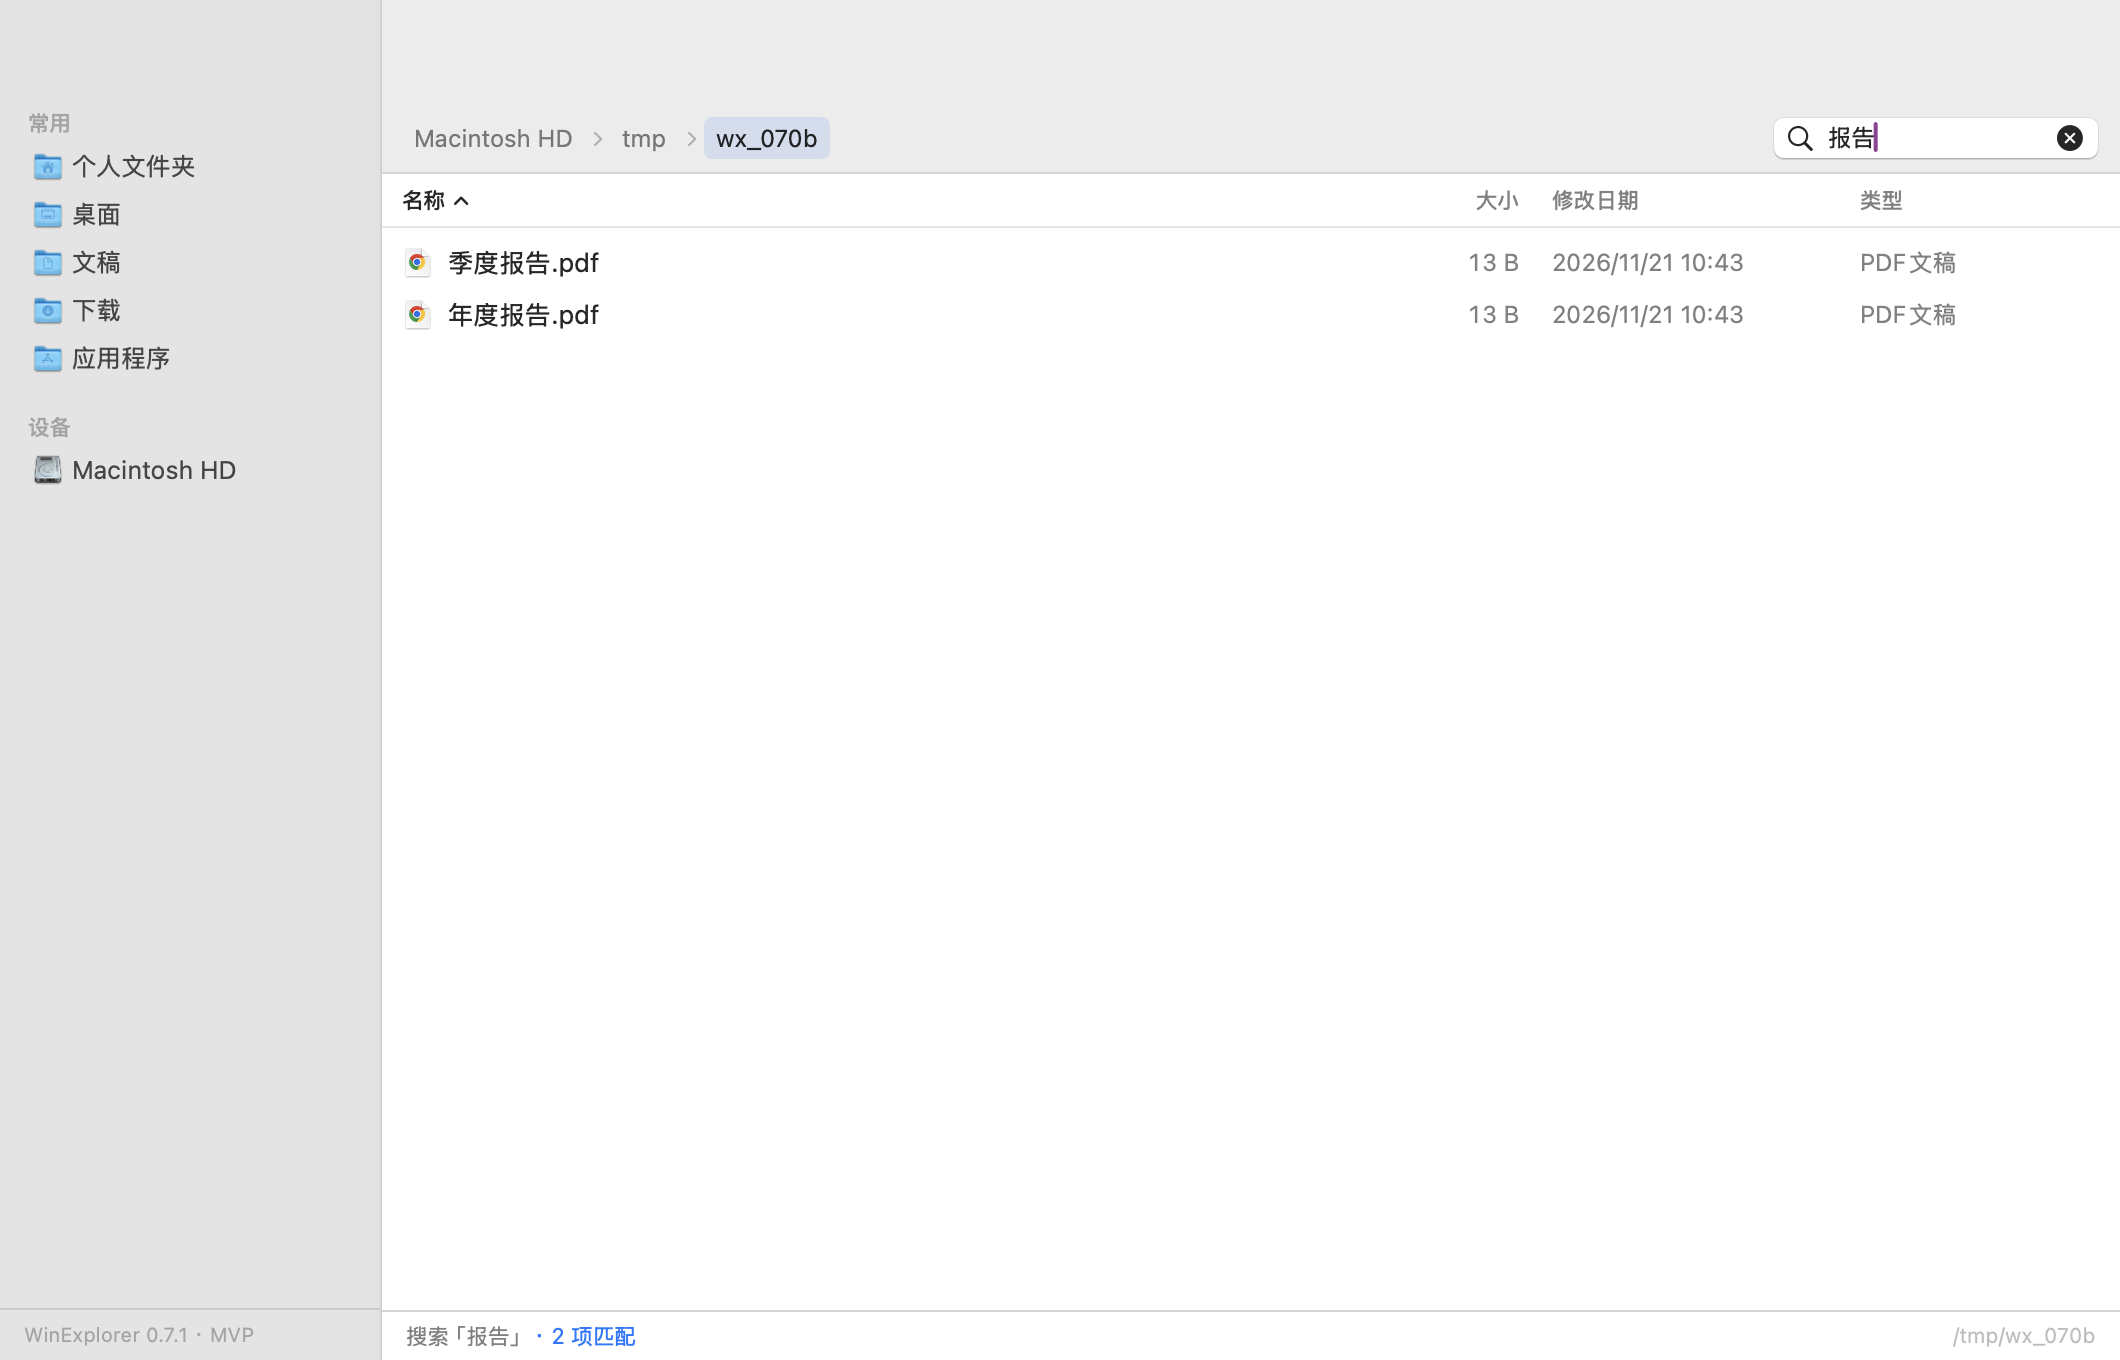 常用
个人文件夹
桌面
文稿
下载
应用程序
设备
Macintosh HD
WinExplorer 0.7.1 · MVP
Macintosh HD › tmp › wx_070b
报告
名称 大小 修改日期 类型
季度报告.pdf 13 B 2026/11/21 10:43 PDF文稿
年度报告.pdf 13 B 2026/11/21 10:43 PDF文稿
搜索「报告」 · 2 项匹配
/tmp/wx_070b